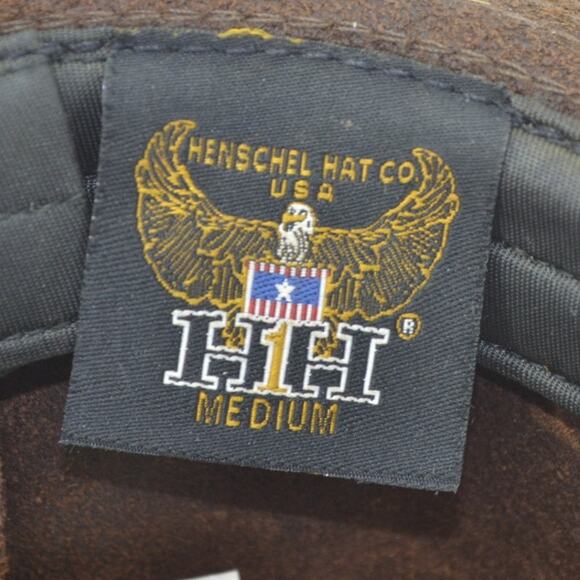 HENSCHEL HAT CO.
USA
H1H ®
MEDIUM